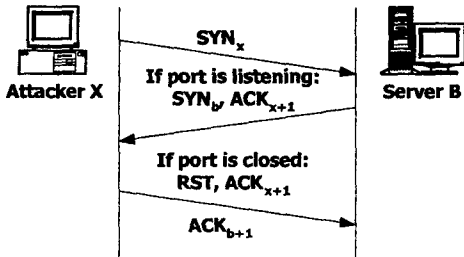 SYNx
If port is listening:
SYNb, ACKx+1
Attacker X
Server B
If port is closed:
RST, ACKx+1
ACKb+1